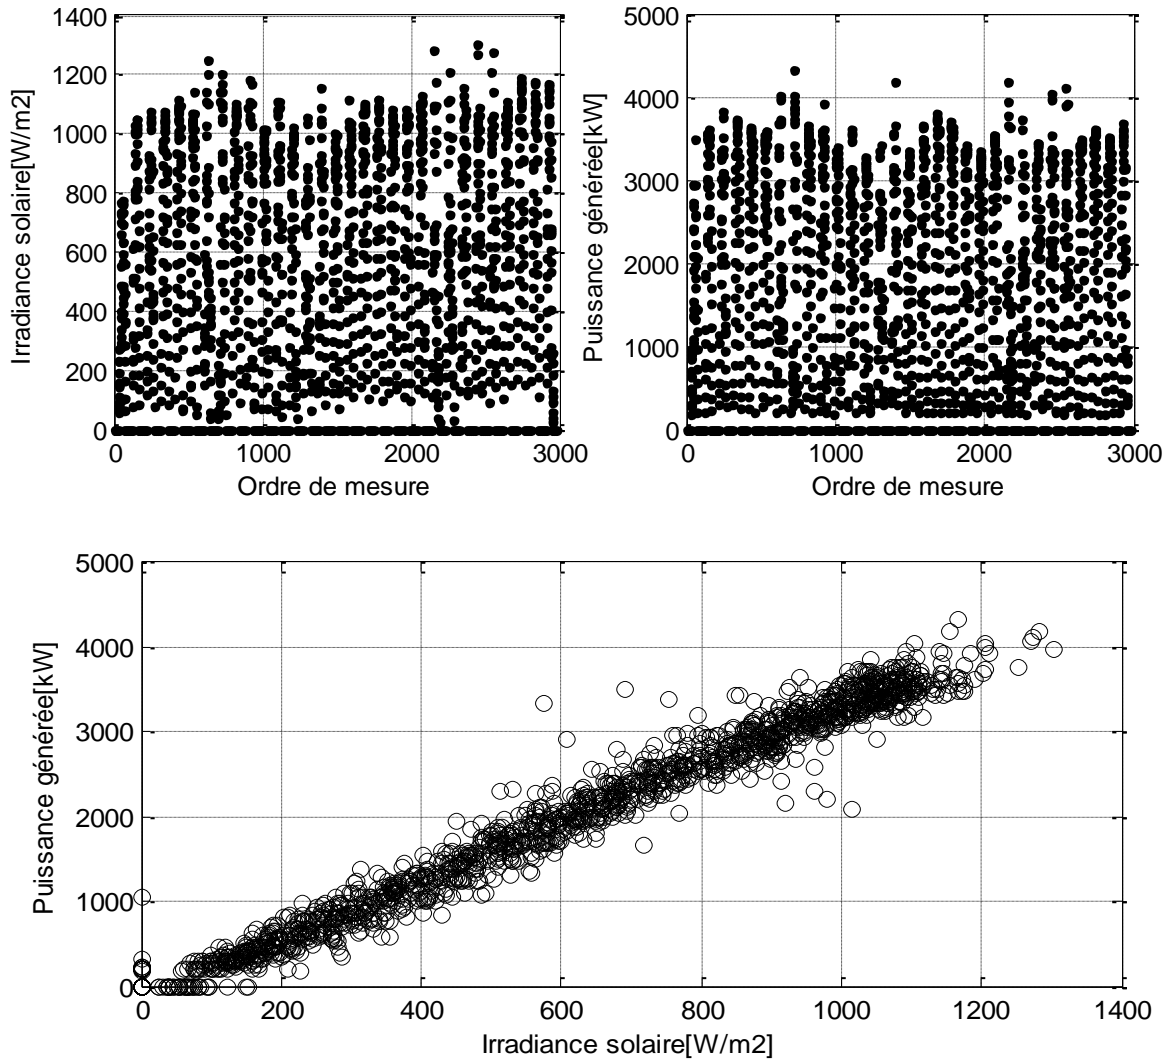 1400
1200
1000
800
600
400
200
0
Irradiance solaire[W/m2]
0 1000 2000 3000
Ordre de mesure
5000
4000
3000
2000
1000
0
Puissance générée[kW]
0 1000 2000 3000
Ordre de mesure
5000
4000
3000
2000
1000
0
Puissance générée[kW]
0 200 400 600 800 1000 1200 1400
Irradiance solaire[W/m2]